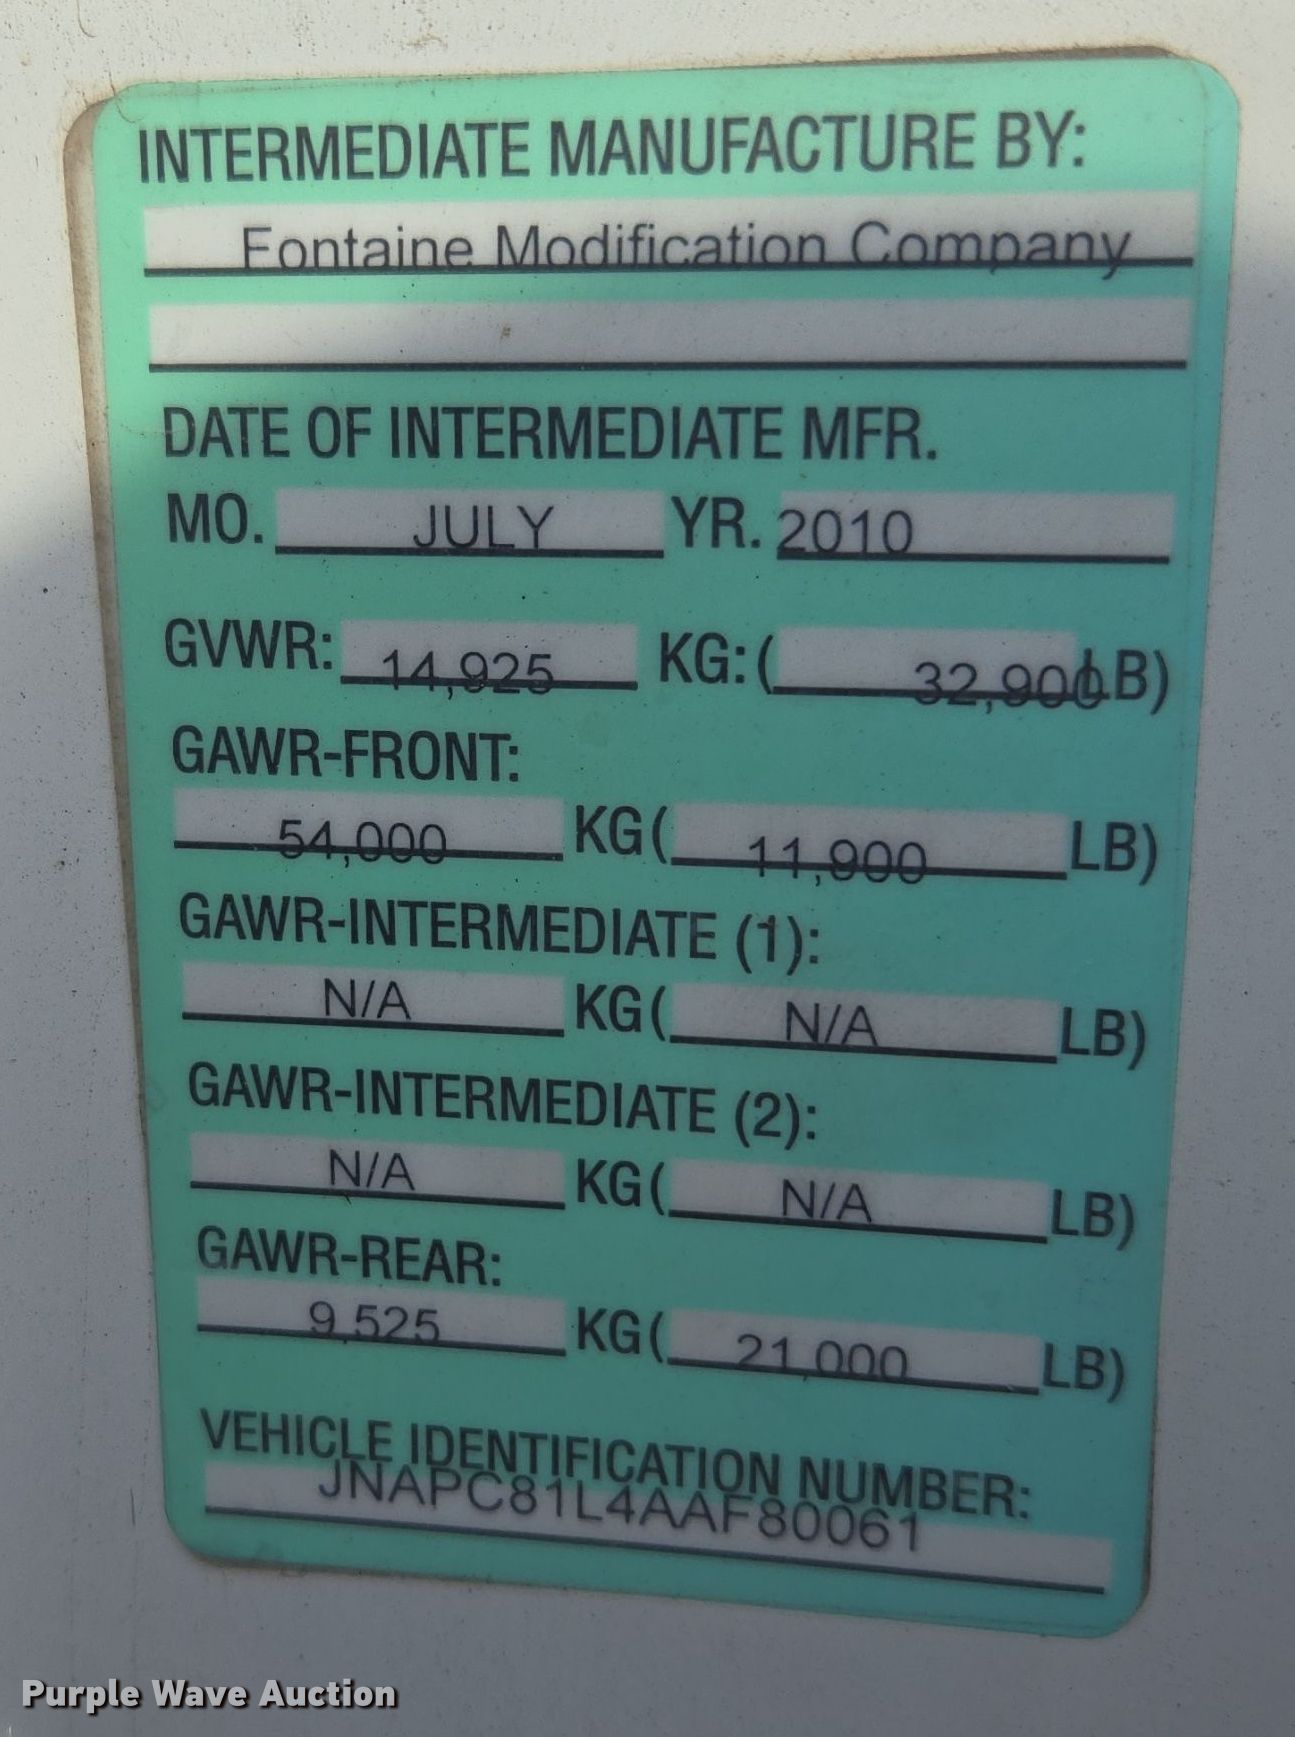 INTERMEDIATE MANUFACTURE BY:
Fontaine Modification Company
DATE OF INTERMEDIATE MFR.
MO. JULY YR. 2010
GVWR: 14,925 KG: ( 32,900 LB)
GAWR-FRONT:
54,000 KG ( 11,900 LB)
GAWR-INTERMEDIATE (1):
N/A KG ( N/A LB)
GAWR-INTERMEDIATE (2):
N/A KG ( N/A LB)
GAWR-REAR:
9,525 KG ( 21,000 LB)
VEHICLE IDENTIFICATION NUMBER:
JNAPC81L4AAF80061
Purple Wave Auction